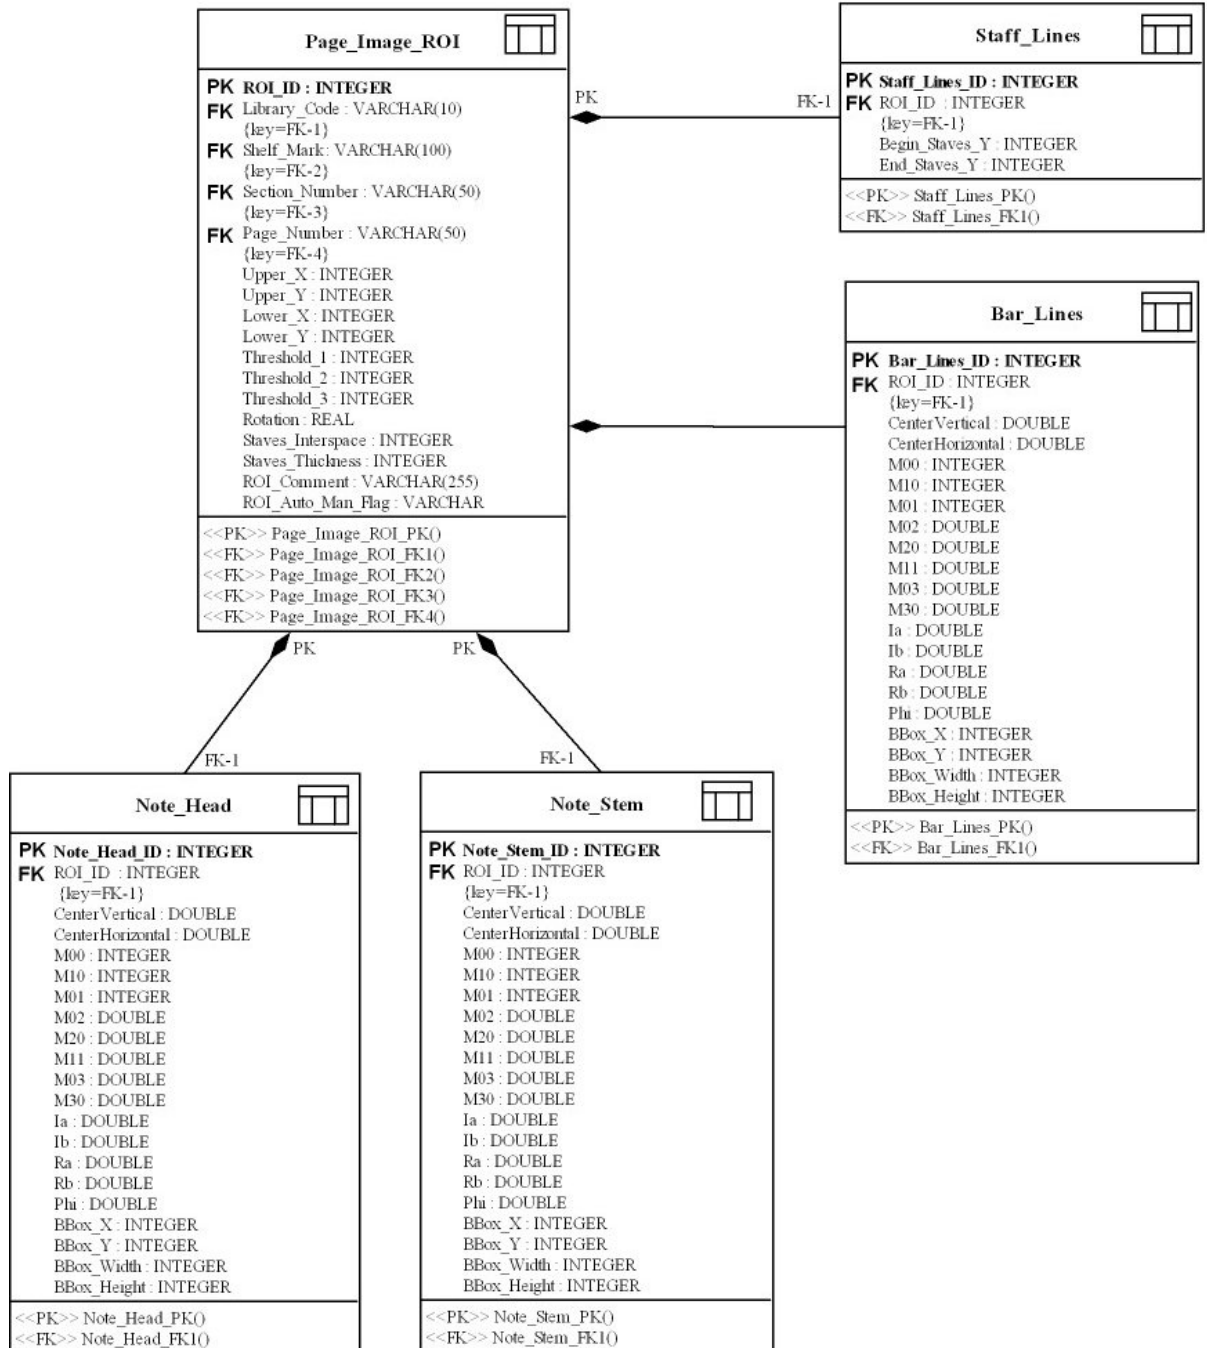 Page_Image_ROI
PK ROI_ID : INTEGER
FK Library_Code : VARCHAR(10)
{key=FK-1}
FK Shelf_Mark: VARCHAR(100)
{key=FK-2}
FK Section_Number : VARCHAR(50)
{key=FK-3}
FK Page_Number : VARCHAR(50)
{key=FK-4}
Upper_X : INTEGER
Upper_Y : INTEGER
Lower_X : INTEGER
Lower_Y : INTEGER
Threshold_1 : INTEGER
Threshold_2 : INTEGER
Threshold_3 : INTEGER
Rotation : REAL
Staves_Interspace : INTEGER
Staves_Thickness : INTEGER
ROI_Comment : VARCHAR(255)
ROI_Auto_Man_Flag : VARCHAR
<<PK>> Page_Image_ROI_PK()
<<FK>> Page_Image_ROI_FK1()
<<FK>> Page_Image_ROI_FK2()
<<FK>> Page_Image_ROI_FK3()
<<FK>> Page_Image_ROI_FK4()
PK
FK-1
Staff_Lines
PK Staff_Lines_ID : INTEGER
FK ROI_ID : INTEGER
{key=FK-1}
Begin_Staves_Y : INTEGER
End_Staves_Y : INTEGER
<<PK>> Staff_Lines_PK()
<<FK>> Staff_Lines_FK1()
Bar_Lines
PK Bar_Lines_ID : INTEGER
FK ROI_ID : INTEGER
{key=FK-1}
CenterVertical : DOUBLE
CenterHorizontal : DOUBLE
M00 : INTEGER
M10 : INTEGER
M01 : INTEGER
M02 : DOUBLE
M20 : DOUBLE
M11 : DOUBLE
M03 : DOUBLE
M30 : DOUBLE
Ia : DOUBLE
Ib : DOUBLE
Ra : DOUBLE
Rb : DOUBLE
Phi : DOUBLE
BBox_X : INTEGER
BBox_Y : INTEGER
BBox_Width : INTEGER
BBox_Height : INTEGER
<<PK>> Bar_Lines_PK()
<<FK>> Bar_Lines_FK1()
PK
FK-1
PK
FK-1
Note_Head
PK Note_Head_ID : INTEGER
FK ROI_ID : INTEGER
{key=FK-1}
CenterVertical : DOUBLE
CenterHorizontal : DOUBLE
M00 : INTEGER
M10 : INTEGER
M01 : INTEGER
M02 : DOUBLE
M20 : DOUBLE
M11 : DOUBLE
M03 : DOUBLE
M30 : DOUBLE
Ia : DOUBLE
Ib : DOUBLE
Ra : DOUBLE
Rb : DOUBLE
Phi : DOUBLE
BBox_X : INTEGER
BBox_Y : INTEGER
BBox_Width : INTEGER
BBox_Height : INTEGER
<<PK>> Note_Head_PK()
<<FK>> Note_Head_FK1()
Note_Stem
PK Note_Stem_ID : INTEGER
FK ROI_ID : INTEGER
{key=FK-1}
CenterVertical : DOUBLE
CenterHorizontal : DOUBLE
M00 : INTEGER
M10 : INTEGER
M01 : INTEGER
M02 : DOUBLE
M20 : DOUBLE
M11 : DOUBLE
M03 : DOUBLE
M30 : DOUBLE
Ia : DOUBLE
Ib : DOUBLE
Ra : DOUBLE
Rb : DOUBLE
Phi : DOUBLE
BBox_X : INTEGER
BBox_Y : INTEGER
BBox_Width : INTEGER
BBox_Height : INTEGER
<<PK>> Note_Stem_PK()
<<FK>> Note_Stem_FK1()